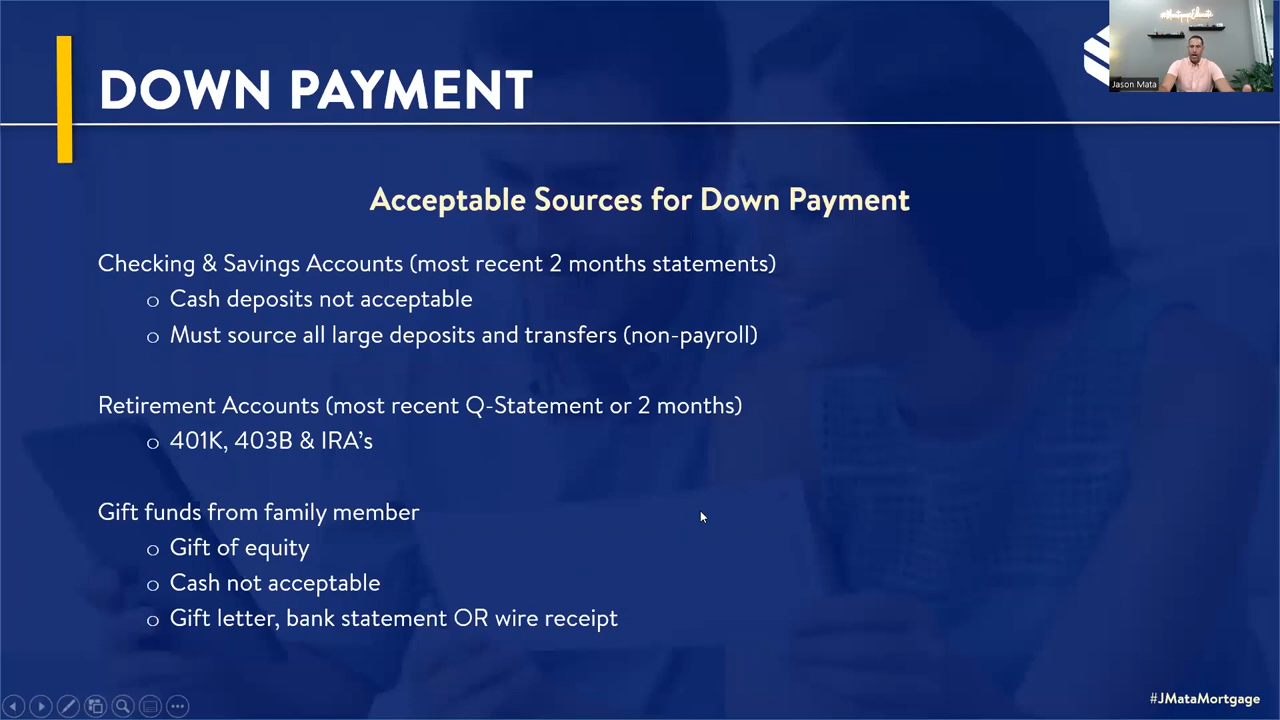 DOWN PAYMENT
Jason Mata
Acceptable Sources for Down Payment
Checking & Savings Accounts (most recent 2 months statements)
o Cash deposits not acceptable
o Must source all large deposits and transfers (non-payroll)
Retirement Accounts (most recent Q-Statement or 2 months)
o 401K, 403B & IRA's
Gift funds from family member
o Gift of equity
o Cash not acceptable
o Gift letter, bank statement OR wire receipt
#JMataMortgage